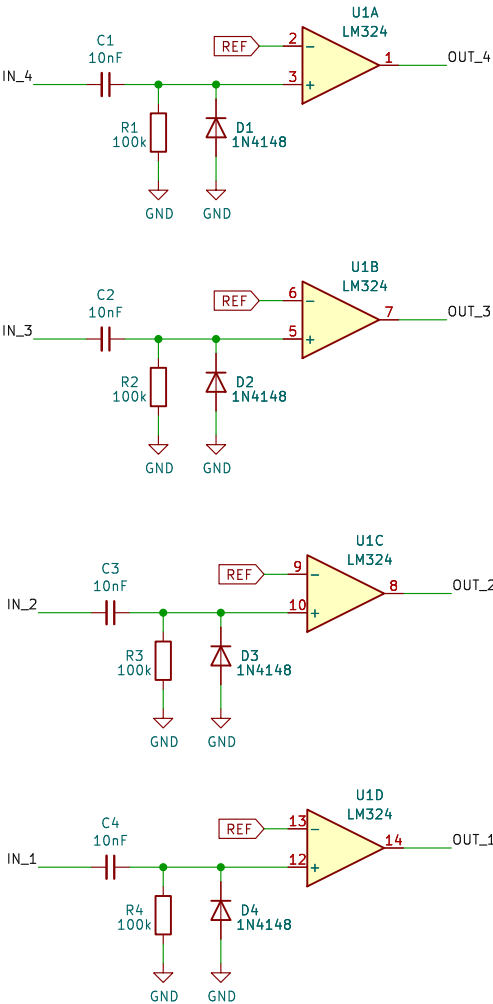 U1A
LM324
C1
10nF
REF
2
−
1
OUT_4
IN_4
3
+
R1
100k
D1
1N4148
GND
GND
U1B
LM324
C2
10nF
REF
6
−
7
OUT_3
IN_3
5
+
R2
100k
D2
1N4148
GND
GND
U1C
LM324
C3
10nF
REF
9
−
8
OUT_2
IN_2
10
+
R3
100k
D3
1N4148
GND
GND
U1D
LM324
C4
10nF
REF
13
−
14
OUT_1
IN_1
12
+
R4
100k
D4
1N4148
GND
GND